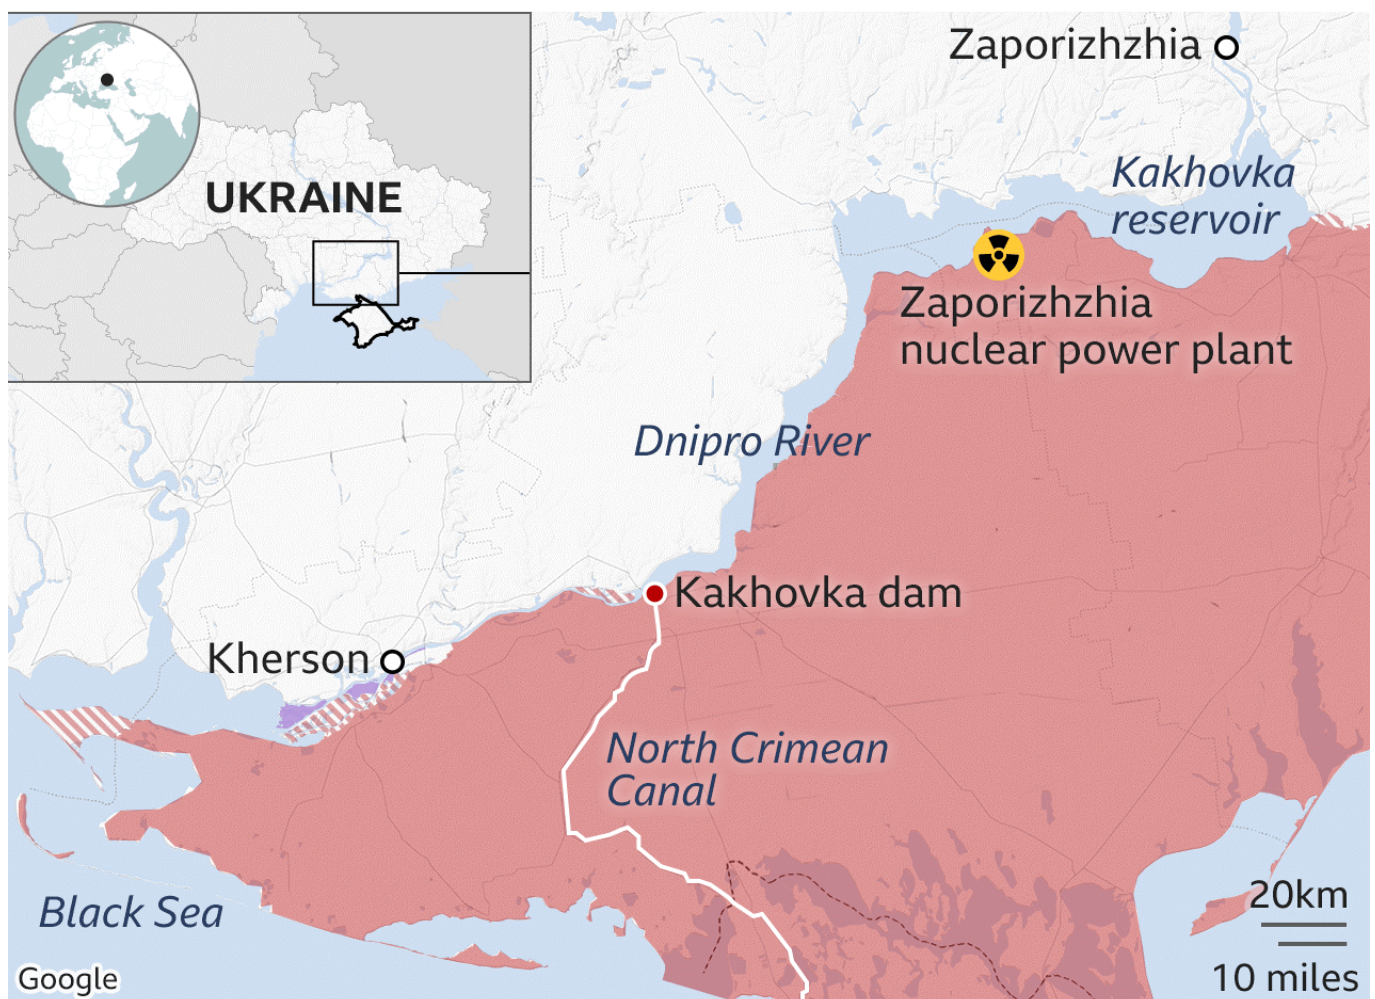 Zaporizhzhia
UKRAINE
Kakhovka
reservoir
Zaporizhzhia
nuclear power plant
Dnipro River
Kakhovka dam
Kherson
North Crimean
Canal
Black Sea
20km
10 miles
Google